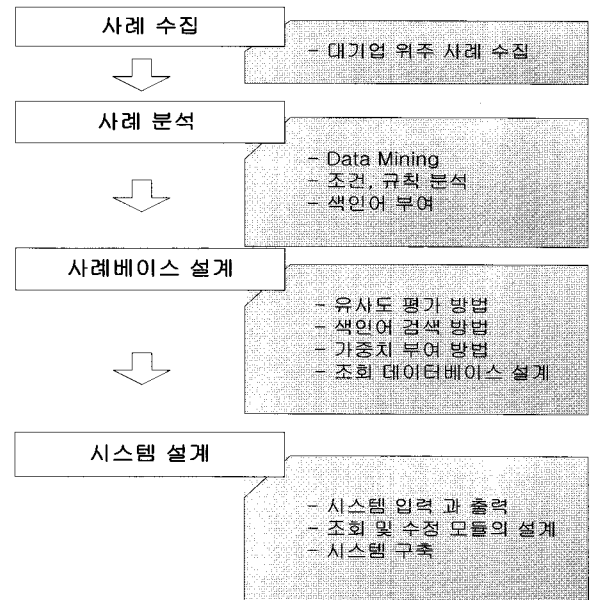 사례 수집
- 대기업 위주 사례 수집
사례 분석
- Data Mining
- 조건, 규칙 분석
- 색인어 부여
사례베이스 설계
- 유사도 평가 방법
- 색인어 검색 방법
- 가중치 부여 방법
- 조회 데이터베이스 설계
시스템 설계
- 시스템 입력 과 출력
- 조회 및 수정 모듈의 설계
- 시스템 구축